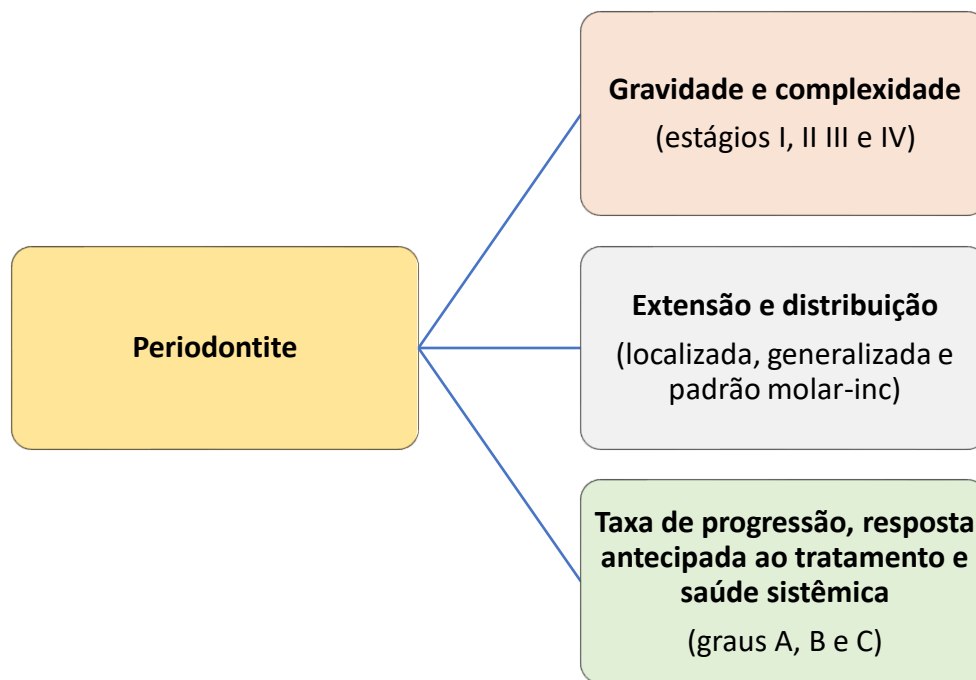 Periodontite
Gravidade e complexidade
(estágios I, II III e IV)
Extensão e distribuição
(localizada, generalizada e
padrão molar-inc)
Taxa de progressão, resposta
antecipada ao tratamento e
saúde sistêmica
(graus A, B e C)